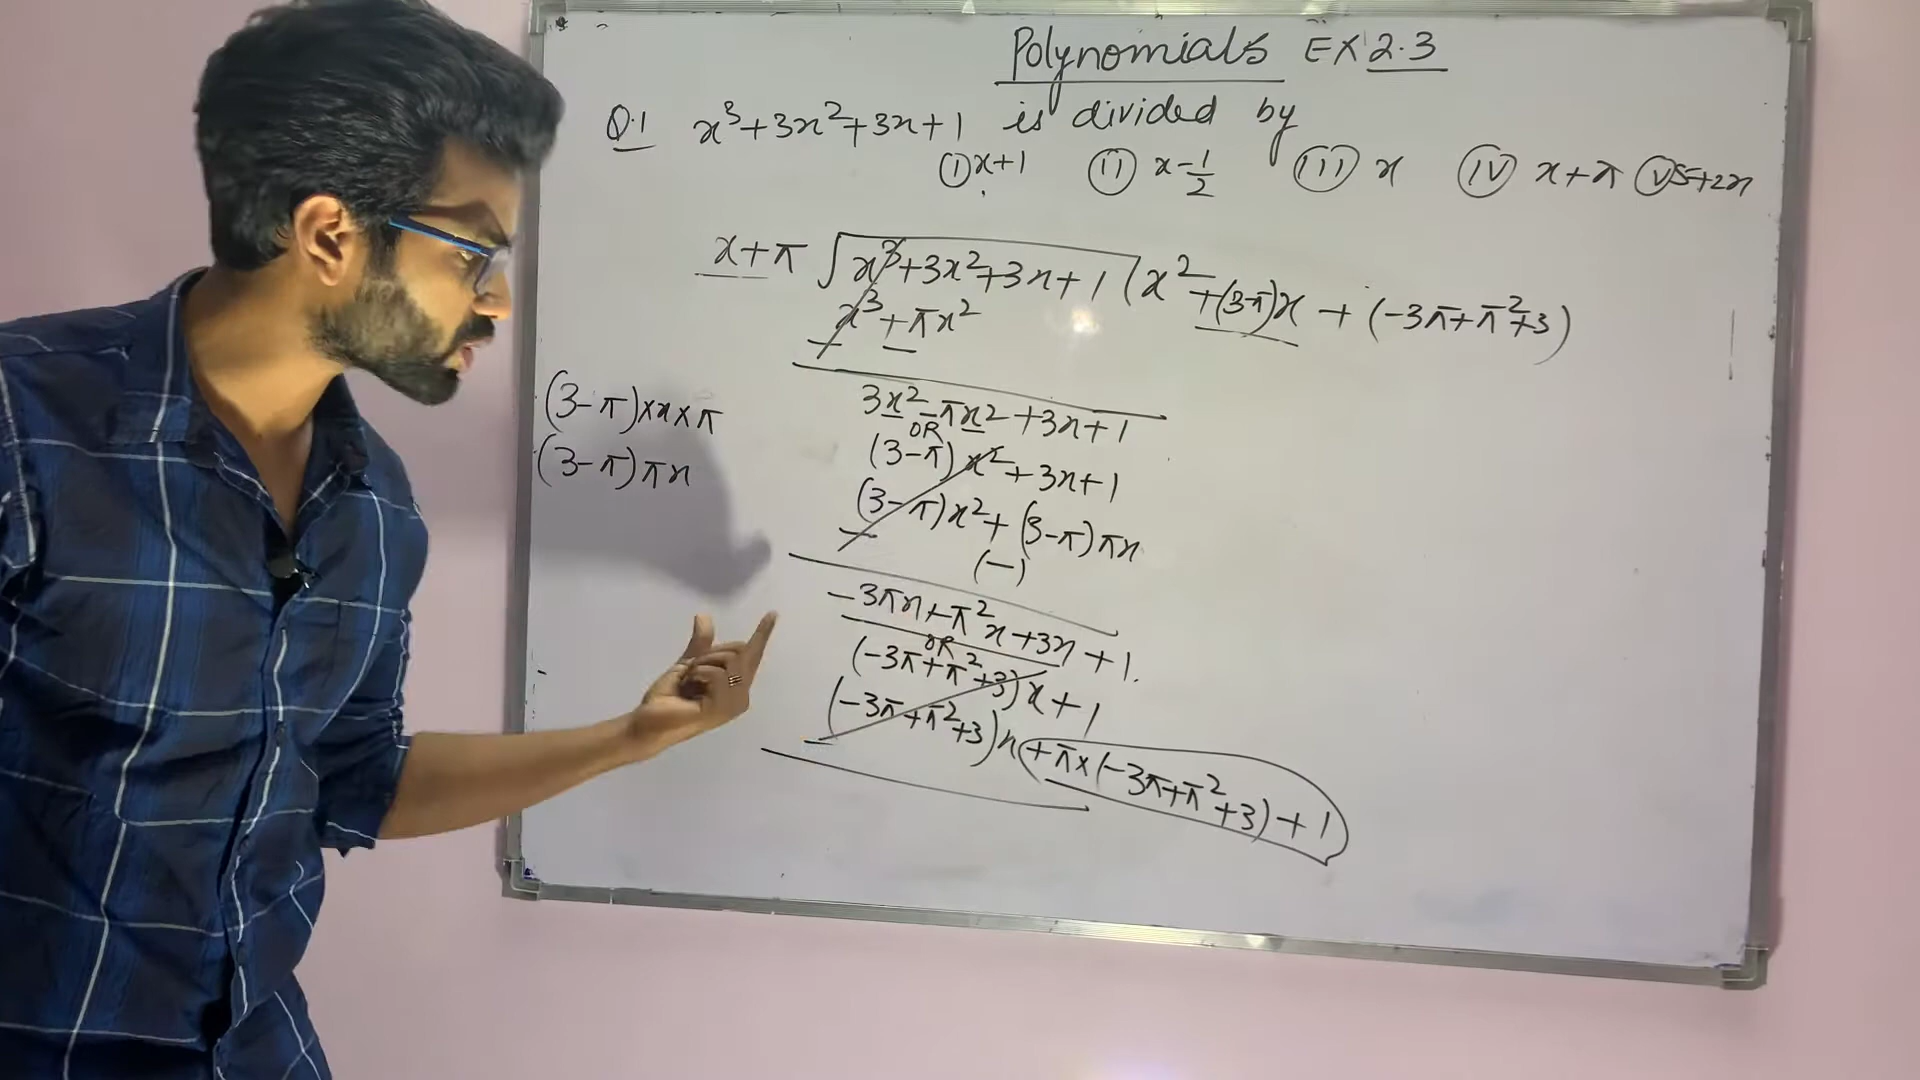 Polynomials EX 2.3
Q.1 x³+3x²+3x+1 is divided by
(i) x+1 (ii) x-1/2 (iii) x (iv) x+π (v) 5+2x
x+π √x³+3x²+3x+1 ( x²+(3-π)x + (-3π+π²+3)
x³+πx²
- -
3x²-πx²+3x+1
OR
(3-π)x²+3x+1
(3-π)x²+(3-π)πx
- (-)
-3πx+π²x+3x+1.
OR
(-3π+π²+3)x+1
(-3π+π²+3)x+π×(-3π+π²+3)+1
-
(3-π)×x×π
(3-π)πx